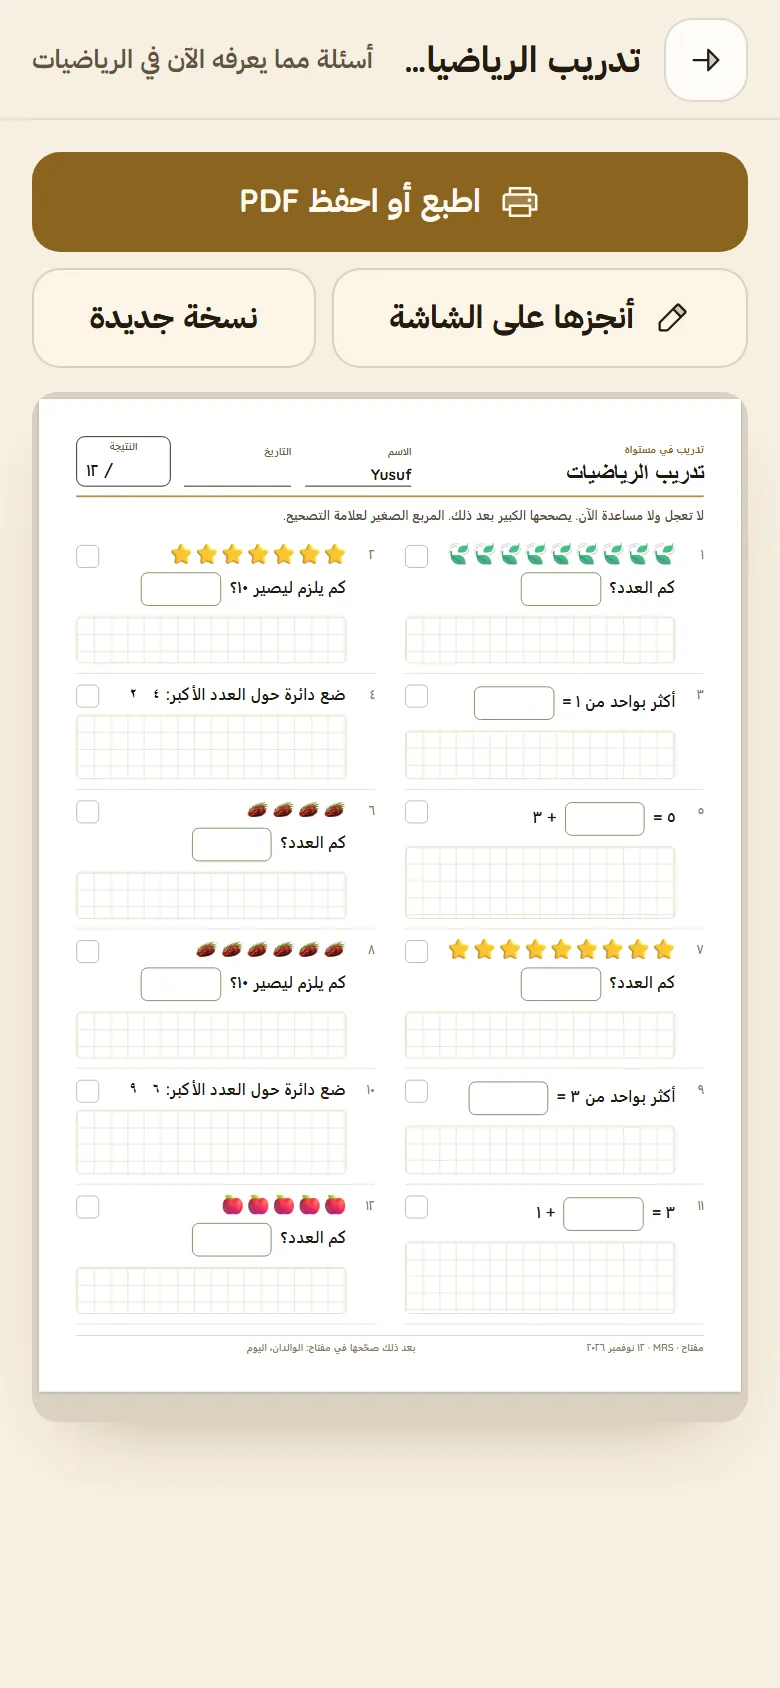 تدريب الرياضيا...
أسئلة مما يعرفه الآن في الرياضيات
اطبع أو احفظ PDF
أنجزها على الشاشة
نسخة جديدة
تدريب في مستواه
تدريب الرياضيات
الاسم
Yusuf
التاريخ
النتيجة
/ ١٢
لا تعجل ولا مساعدة الآن. يصححها الكبير بعد ذلك. المربع الصغير لعلامة التصحيح.
١
كم العدد؟
٢
كم يلزم ليصير ١٠؟
٣
أكثر بواحد من ١ =
٤
ضع دائرة حول العدد الأكبر: ٤ ٢
٥
٥ = + ٣
٦
كم العدد؟
٧
كم العدد؟
٨
كم يلزم ليصير ١٠؟
٩
أكثر بواحد من ٣ =
١٠
ضع دائرة حول العدد الأكبر: ٦ ٩
١١
٣ = + ١
١٢
كم العدد؟
مفتاح · MRS · ١٢ نوفمبر ٢٠٢٦
بعد ذلك صحّحها في مفتاح: الوالدان، اليوم